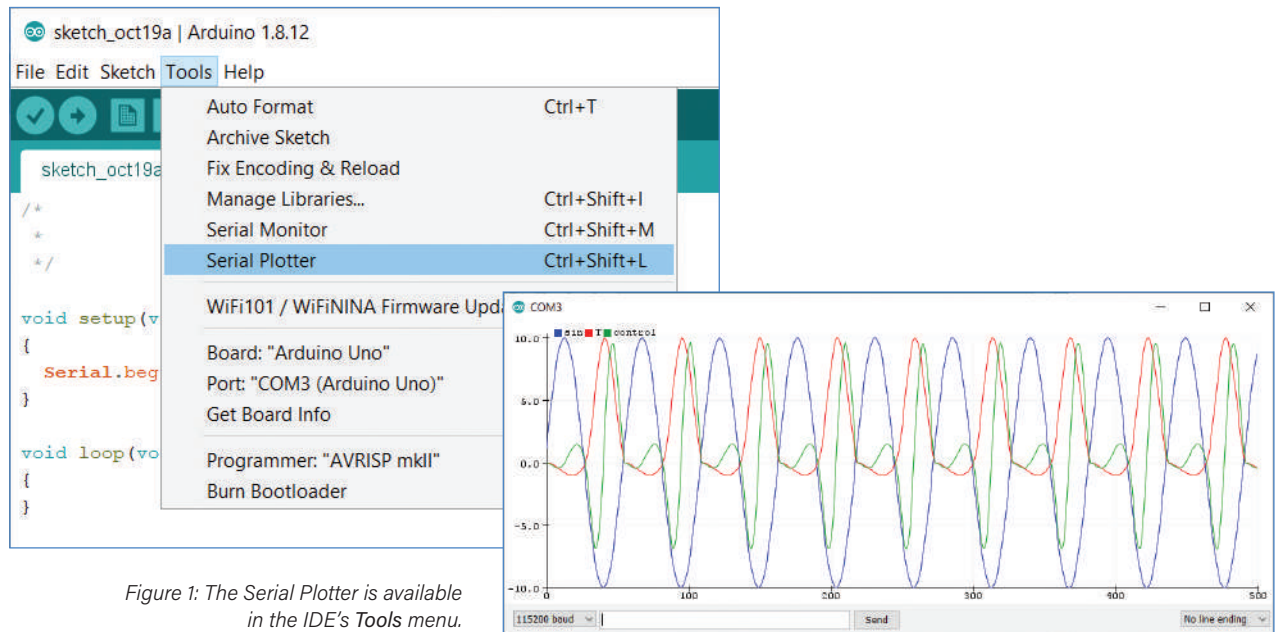 sketch_oct19a | Arduino 1.8.12
File Edit Sketch Tools Help
Auto Format Ctrl+T
Archive Sketch
Fix Encoding & Reload
Manage Libraries... Ctrl+Shift+I
Serial Monitor Ctrl+Shift+M
Serial Plotter Ctrl+Shift+L
WiFi101 / WiFiNINA Firmware Upd
Board: "Arduino Uno"
Port: "COM3 (Arduino Uno)"
Get Board Info
Programmer: "AVRISP mkII"
Burn Bootloader
sketch_oct19a
/*
*
*/
void setup(v
{
Serial.beg
}
void loop(vo
{
}
COM3
sin T control
10.0
5.0
0.0
-5.0
-10.0
0 100 200 300 400 500
115200 baud Send No line ending
Figure 1: The Serial Plotter is available
in the IDE's Tools menu.